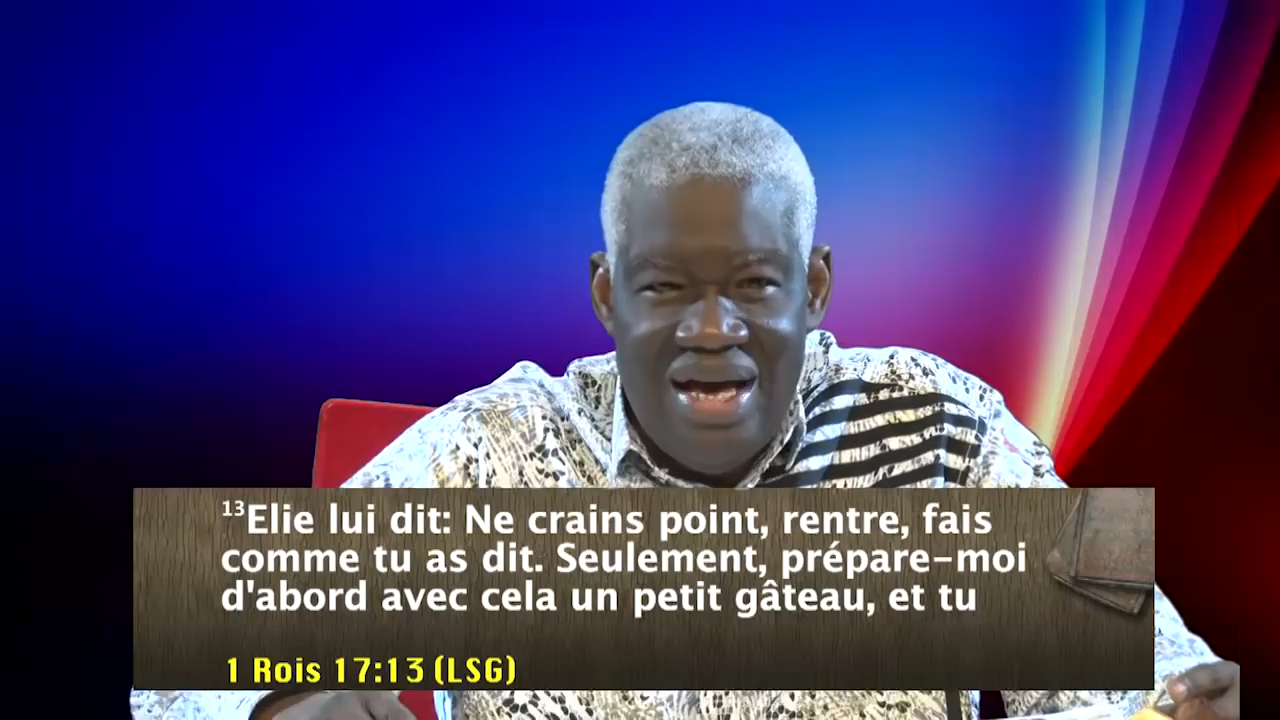 ¹³Elie lui dit: Ne crains point, rentre, fais
comme tu as dit. Seulement, prépare-moi
d'abord avec cela un petit gâteau, et tu
1 Rois 17:13 (LSG)